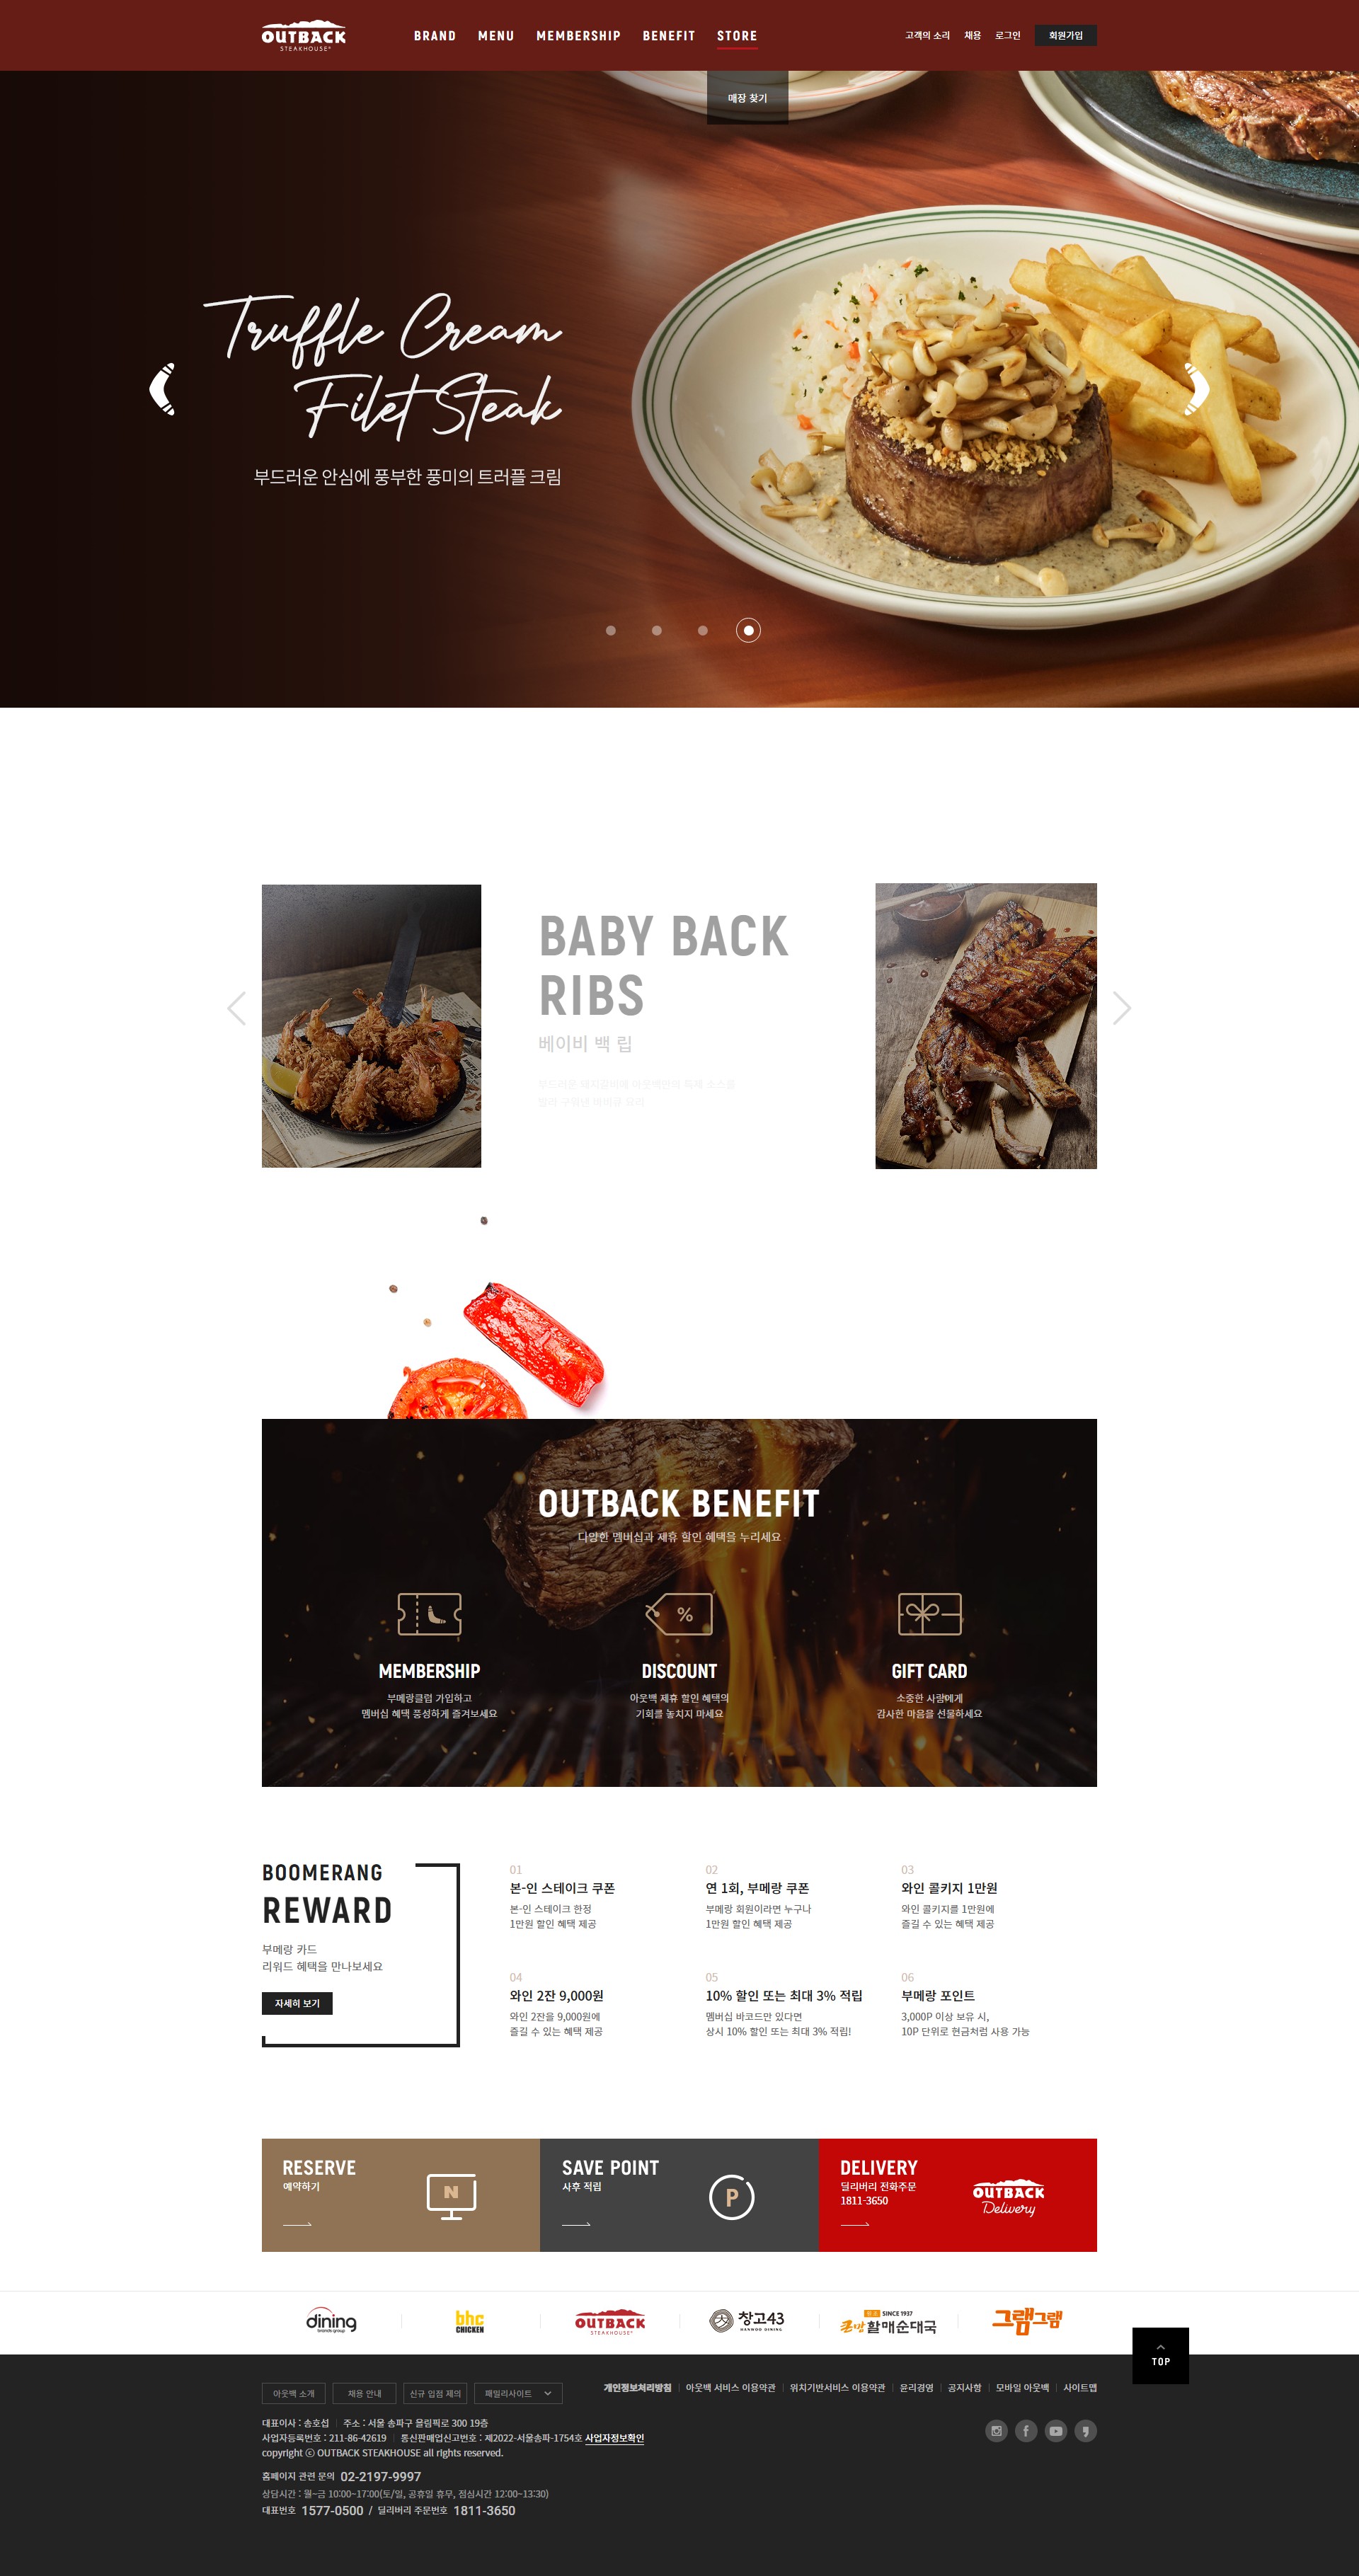 OUTBACK
STEAKHOUSE
BRAND
MENU
MEMBERSHIP
BENEFIT
STORE
고객의 소리
채용
로그인
회원가입
매장 찾기
Truffle Cream
Filet Steak
부드러운 안심에 풍부한 풍미의 트러플 크림
BABY BACK
RIBS
베이비 백 립
OUTBACK BENEFIT
다양한 멤버십과 제휴 할인 혜택을 누리세요
%
MEMBERSHIP
부메랑클럽 가입하고
멤버십 혜택 풍성하게 즐겨보세요
DISCOUNT
아웃백 제휴 할인 혜택의
기회를 놓치지 마세요
GIFT CARD
소중한 사람에게
감사한 마음을 선물하세요
BOOMERANG
REWARD
부메랑 카드
리워드 혜택을 만나보세요
자세히 보기
01
본-인 스테이크 쿠폰
본-인 스테이크 한정
1만원 할인 혜택 제공
02
연 1회, 부메랑 쿠폰
부메랑 회원이라면 누구나
1만원 할인 혜택 제공
03
와인 콜키지 1만원
와인 콜키지를 1만원에
즐길 수 있는 혜택 제공
04
와인 2잔 9,000원
와인 2잔을 9,000원에
즐길 수 있는 혜택 제공
05
10% 할인 또는 최대 3% 적립
멤버십 바코드만 있다면
상시 10% 할인 또는 최대 3% 적립!
06
부메랑 포인트
3,000P 이상 보유 시,
10P 단위로 현금처럼 사용 가능
RESERVE
예약하기
N
SAVE POINT
사후 적립
P
DELIVERY
딜리버리 전화주문
1811-3650
OUTBACK
Delivery
dining
brands group
bhc
CHICKEN
OUTBACK
STEAKHOUSE
창고43
HANWOO DINING
SINCE 1937
큰맘할매순대국
그램그램
TOP
아웃백 소개
채용 안내
신규 입점 제의
패밀리사이트
개인정보처리방침
아웃백 서비스 이용약관
위치기반서비스 이용약관
윤리경영
공지사항
모바일 아웃백
사이트맵
대표이사 : 송호섭 | 주소 : 서울 송파구 올림픽로 300 19층
사업자등록번호 : 211-86-42619 | 통신판매업신고번호 : 제2022-서울송파-1754호 사업자정보확인
copyright ⓒ OUTBACK STEAKHOUSE all rights reserved.
홈페이지 관련 문의 02-2197-9997
상담시간 : 월~금 10:00~17:00(토/일, 공휴일 휴무, 점심시간 12:00~13:30)
대표번호 1577-0500 / 딜리버리 주문번호 1811-3650